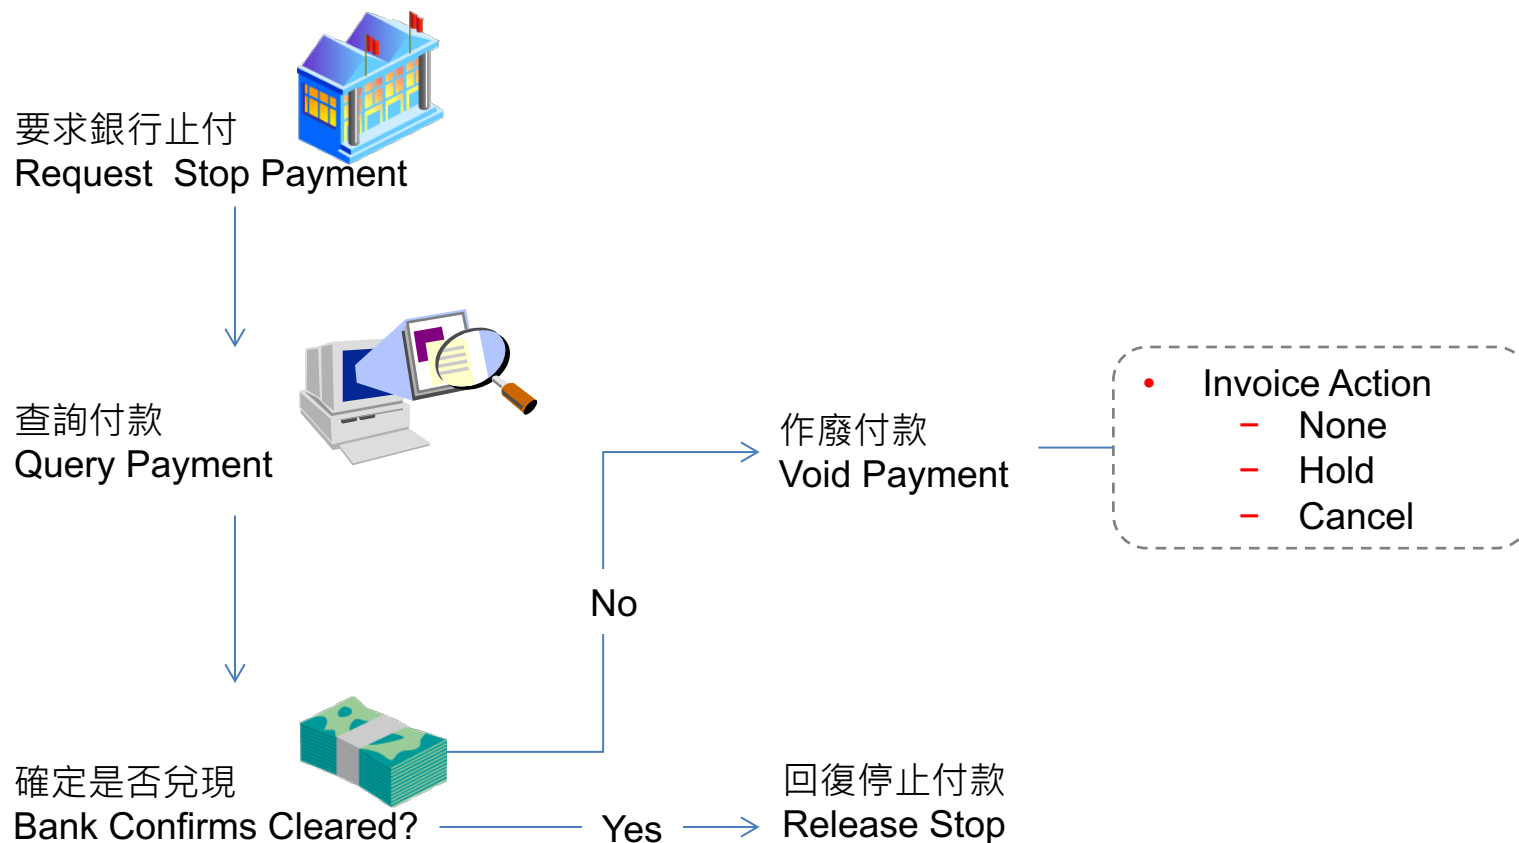 要求銀行止付
Request Stop Payment
查詢付款
Query Payment
作廢付款
Void Payment
• Invoice Action
– None
– Hold
– Cancel
No
確定是否兌現
Bank Confirms Cleared?
Yes
回復停止付款
Release Stop